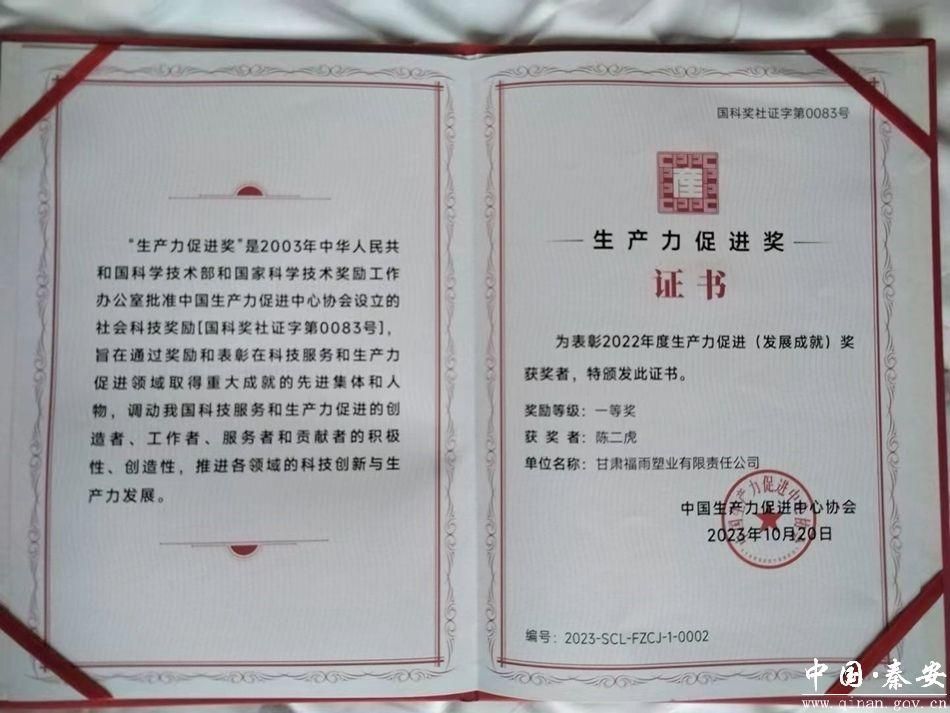 “生产力促进奖”是2003年中华人民共
和国科学技术部和国家科学技术奖励工作
办公室批准中国生产力促进中心协会设立的
社会科技奖励[国科奖社证字第0083号],
旨在通过奖励和表彰在科技服务和生产力
促进领域取得重大成就的先进集体和人
物，调动我国科技服务和生产力促进的创
造者、工作者、服务者和贡献者的积极
性、创造性，推进各领域的科技创新与生
产力发展。
国科奖社证字第0083号
生产力促进奖
证书
为表彰2022年度生产力促进（发展成就）奖
获奖者，特颁发此证书。
奖励等级：一等奖
获奖者：陈二虎
单位名称：甘肃福雨塑业有限责任公司
中国生产力促进中心协会
2023年10月20日
编号：2023-SCL-FZCJ-1-0002
中国·秦安
www.qinan.gov.cn